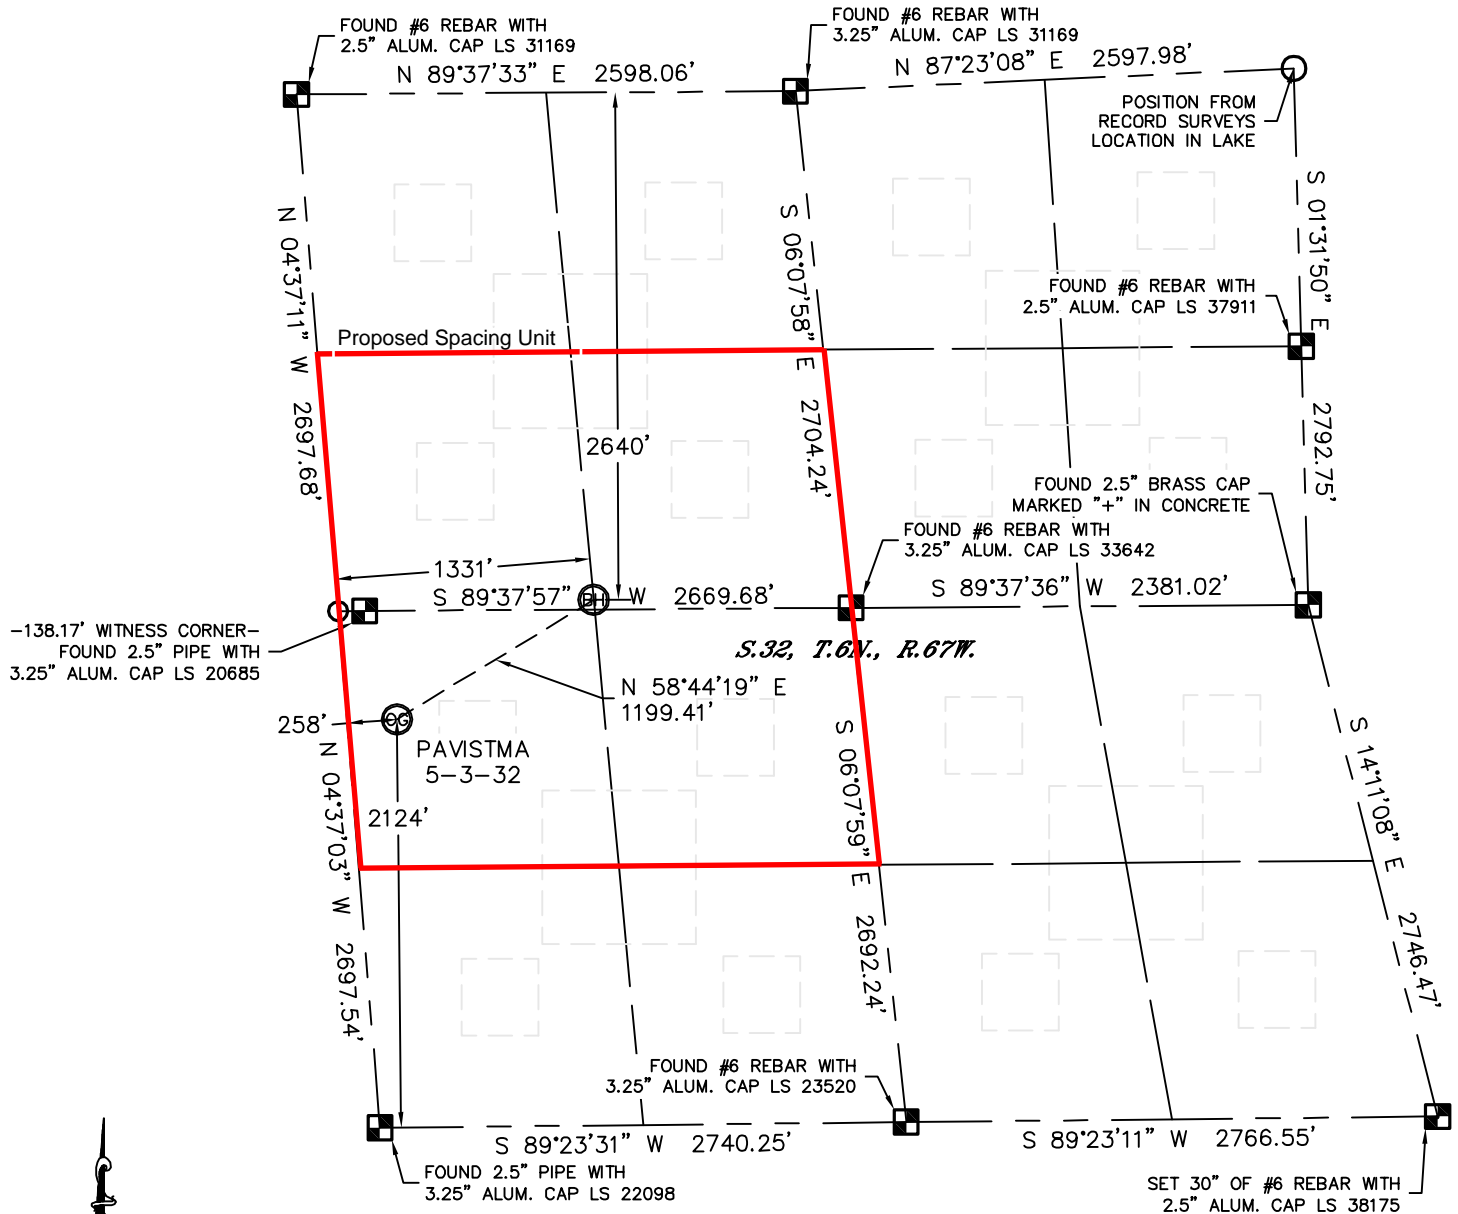 FOUND #6 REBAR WITH
2.5" ALUM. CAP LS 31169
FOUND #6 REBAR WITH
3.25" ALUM. CAP LS 31169
N 89°37'33" E 2598.06'
N 87°23'08" E 2597.98'
POSITION FROM
RECORD SURVEYS
LOCATION IN LAKE
N 04°37'11" W 2697.68'
S 06°07'58" E 2704.24'
S 01°31'50" E 2792.75'
FOUND #6 REBAR WITH
2.5" ALUM. CAP LS 37911
Proposed Spacing Unit
2640'
FOUND 2.5" BRASS CAP
MARKED "+" IN CONCRETE
FOUND #6 REBAR WITH
3.25" ALUM. CAP LS 33642
1331'
S 89°37'57" W 2669.68'
BH
S 89°37'36" W 2381.02'
-138.17' WITNESS CORNER-
FOUND 2.5" PIPE WITH
3.25" ALUM. CAP LS 20685
S.32, T.6N., R.67W.
N 58°44'19" E
1199.41'
258'
OG
PAVISTMA
5-3-32
2124'
N 04°37'03" W 2697.54'
S 06°07'59" E 2692.24'
S 14°11'08" E 2746.47'
FOUND #6 REBAR WITH
3.25" ALUM. CAP LS 23520
S 89°23'31" W 2740.25'
S 89°23'11" W 2766.55'
FOUND 2.5" PIPE WITH
3.25" ALUM. CAP LS 22098
SET 30" OF #6 REBAR WITH
2.5" ALUM. CAP LS 38175